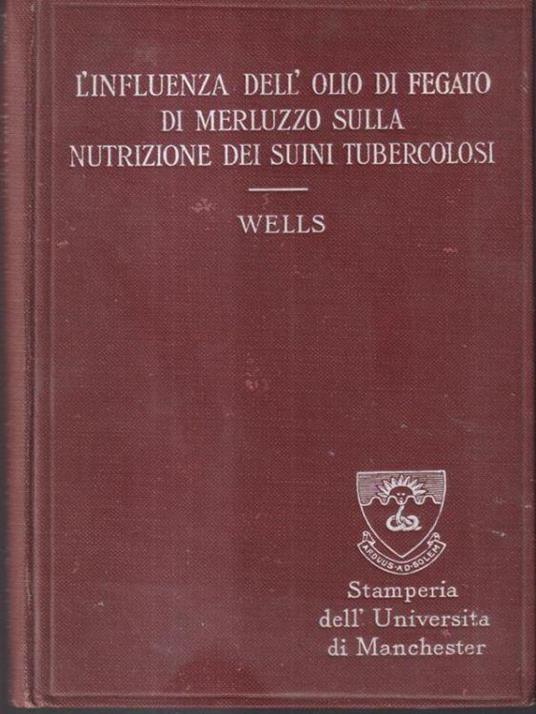 L'INFLUENZA DELL' OLIO DI FEGATO
DI MERLUZZO SULLA
NUTRIZIONE DEI SUINI TUBERCOLOSI
WELLS
ARDUUS·AD·SOLEM
Stamperia
dell' Universita
di Manchester